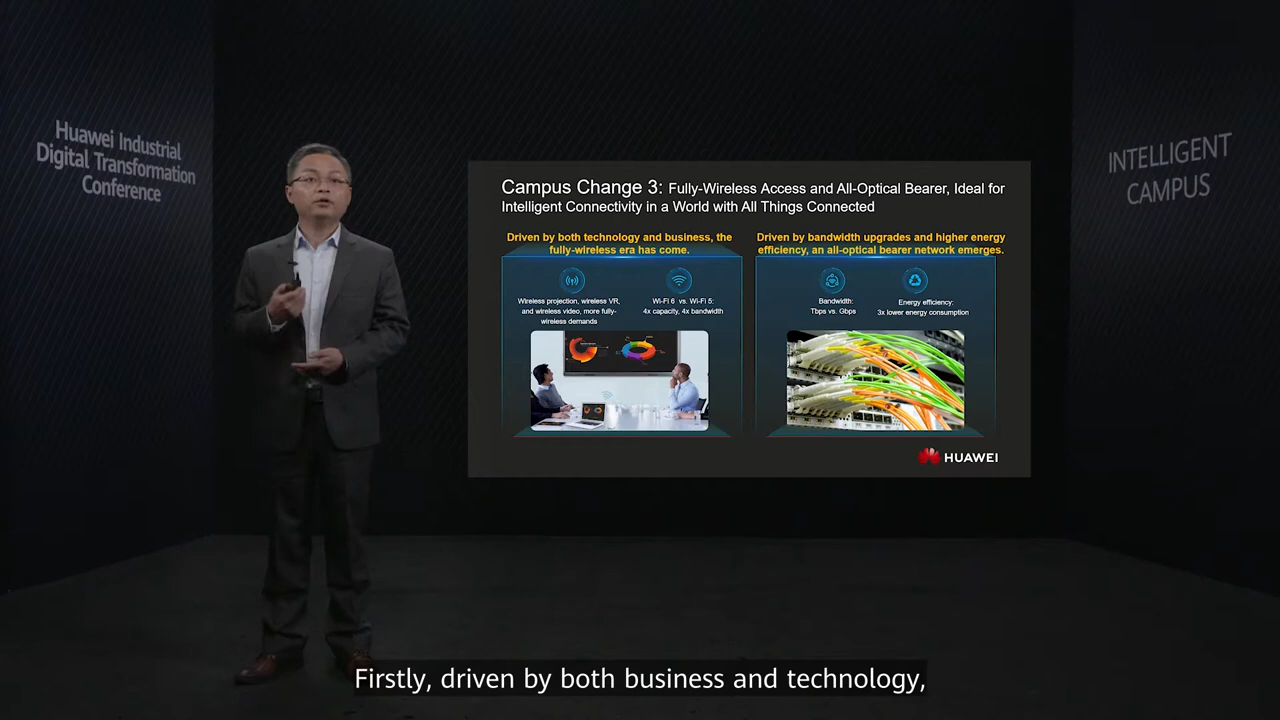 Huawei Industrial
Digital Transformation
Conference
INTELLIGENT
CAMPUS
Campus Change 3: Fully-Wireless Access and All-Optical Bearer, Ideal for
Intelligent Connectivity in a World with All Things Connected
Driven by both technology and business, the
fully-wireless era has come.
Wireless projection, wireless VR,
and wireless video, more fully-
wireless demands
Wi-Fi 6 vs. Wi-Fi 5:
4x capacity, 4x bandwidth
Driven by bandwidth upgrades and higher energy
efficiency, an all-optical bearer network emerges.
Bandwidth:
Tbps vs. Gbps
Energy efficiency:
3x lower energy consumption
HUAWEI
Firstly, driven by both business and technology,